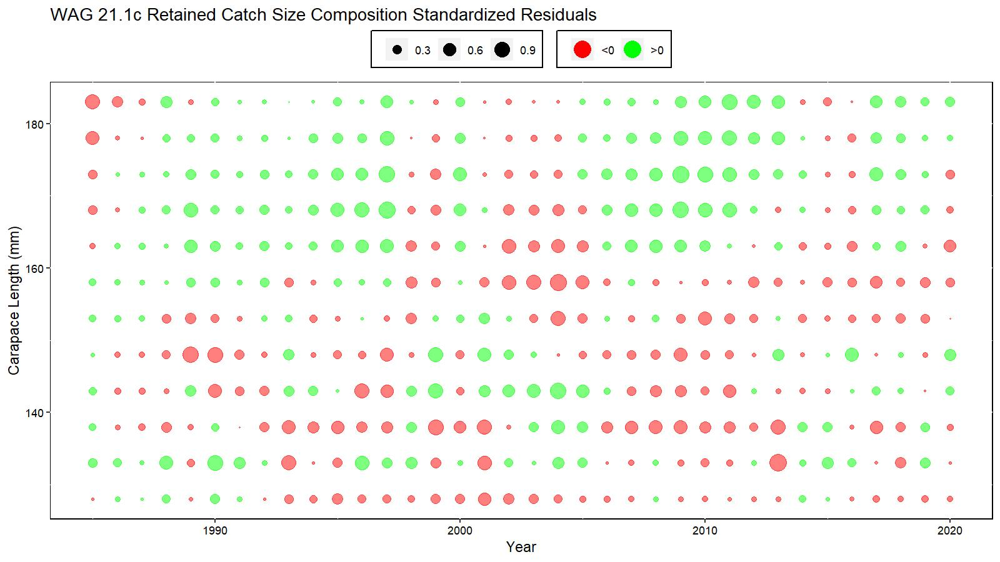 WAG 21.1c Retained Catch Size Composition Standardized Residuals
0.3 0.6 0.9 <0 >0
180
160
140
Carapace Length (mm)
1990 2000 2010 2020
Year